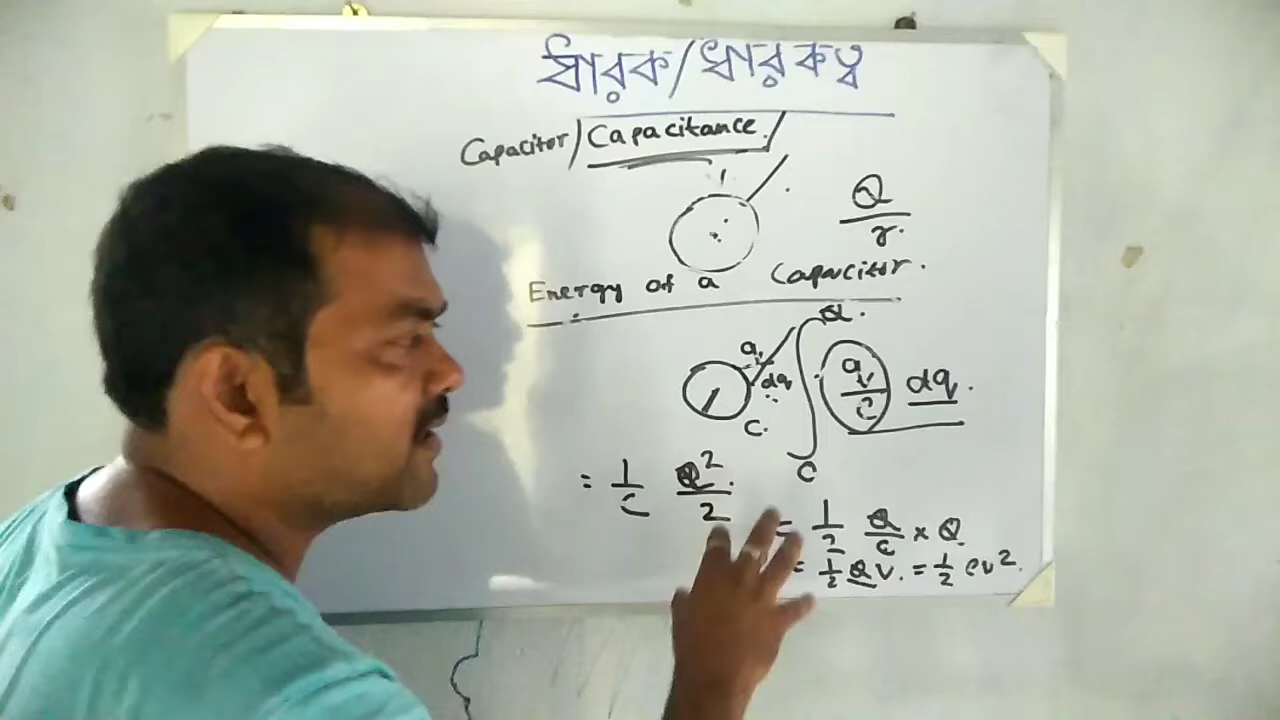 ধারক/ধারকত্ব
Capacitor/Capacitance.
Q/r.
Energy of a Capacitor.
Q.
q
dq
q/C dq.
C.
C
= 1/C Q²/2.
= 1/2 Q/C × Q
= 1/2 QV. = 1/2 CV².